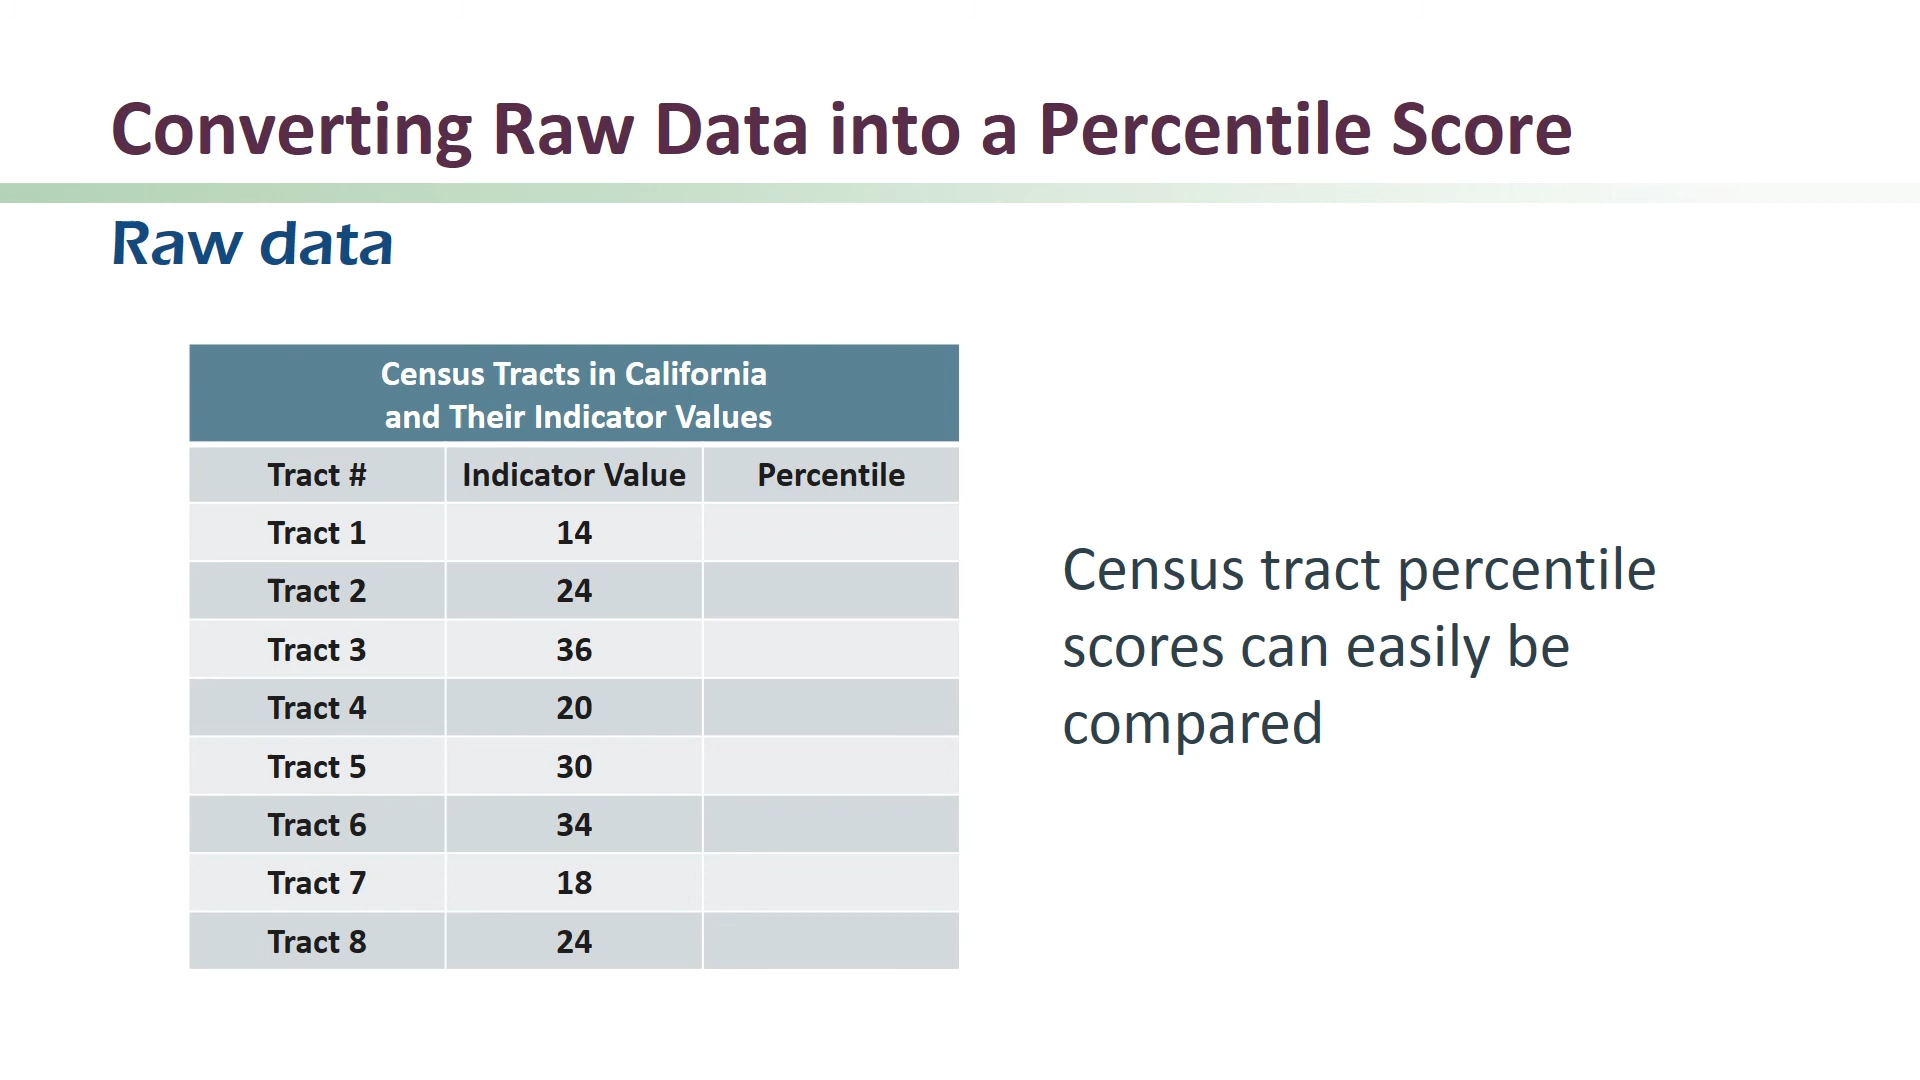 Converting Raw Data into a Percentile Score
Raw data
Census Tracts in California
and Their Indicator Values
Tract # Indicator Value Percentile
Tract 1 14
Tract 2 24
Tract 3 36
Tract 4 20
Tract 5 30
Tract 6 34
Tract 7 18
Tract 8 24
Census tract percentile
scores can easily be
compared